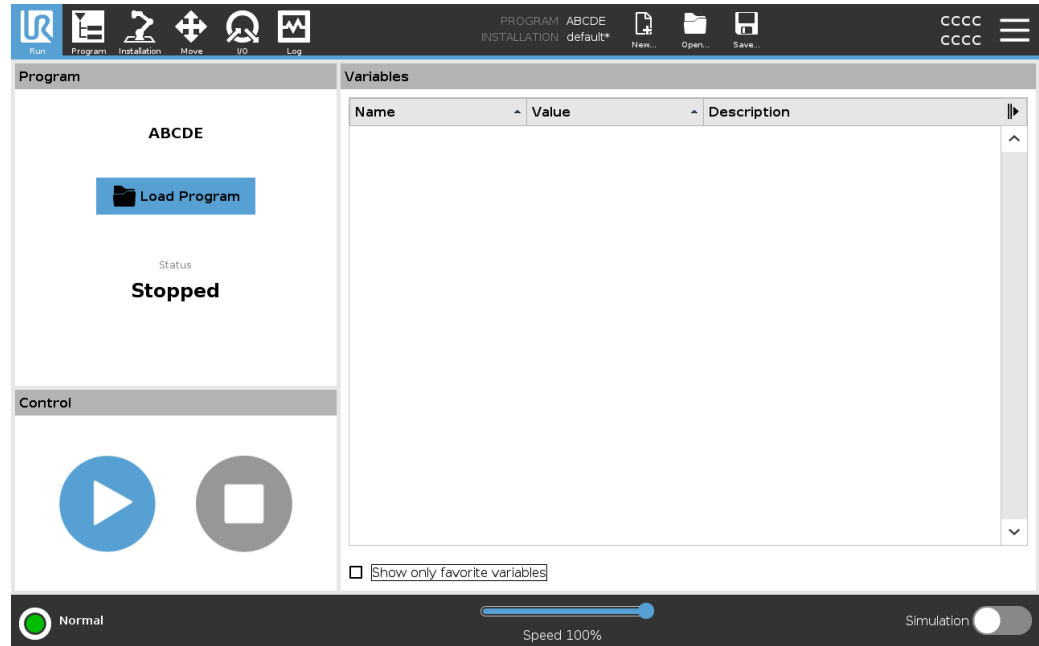 PROGRAM ABCDE
INSTALLATION default*
CCCC
CCCC
Run Program Installation Move I/O Log New... Open... Save...
Program
ABCDE
Load Program
Status
Stopped
Control
Variables
Name Value Description
Show only favorite variables
Normal
Speed 100%
Simulation